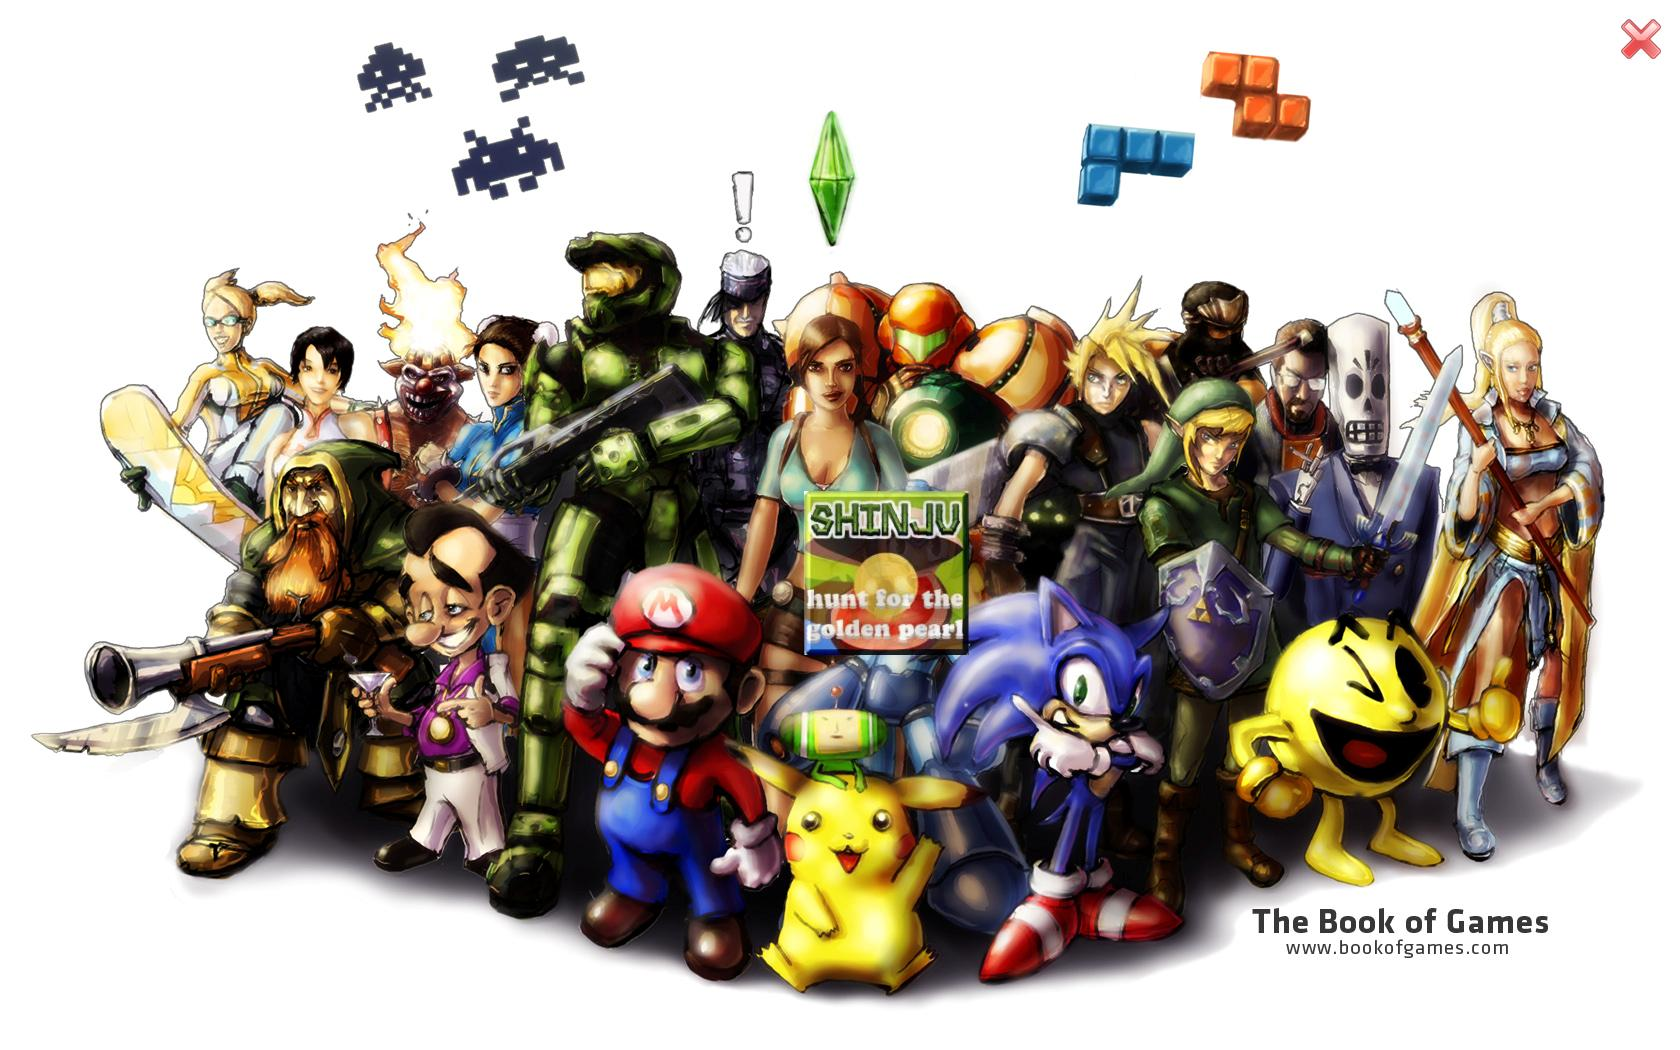 !
SHINJU
hunt for the
golden pearl
M
The Book of Games
www.bookofgames.com